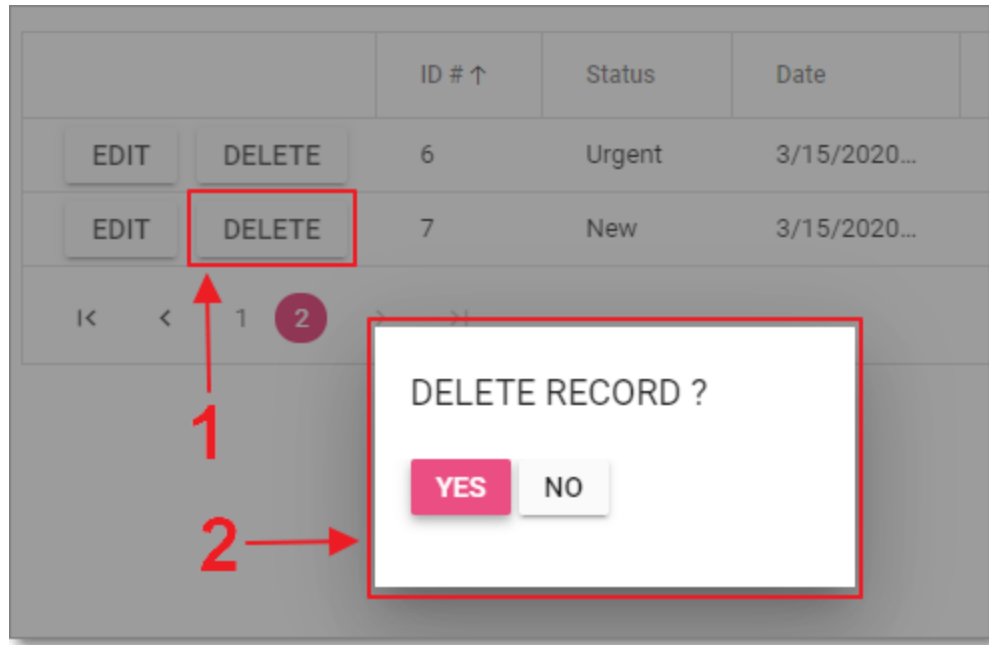 ID # ↑ Status Date
EDIT DELETE 6 Urgent 3/15/2020...
EDIT DELETE 7 New 3/15/2020...
1 2
DELETE RECORD ?
1
YES NO
2